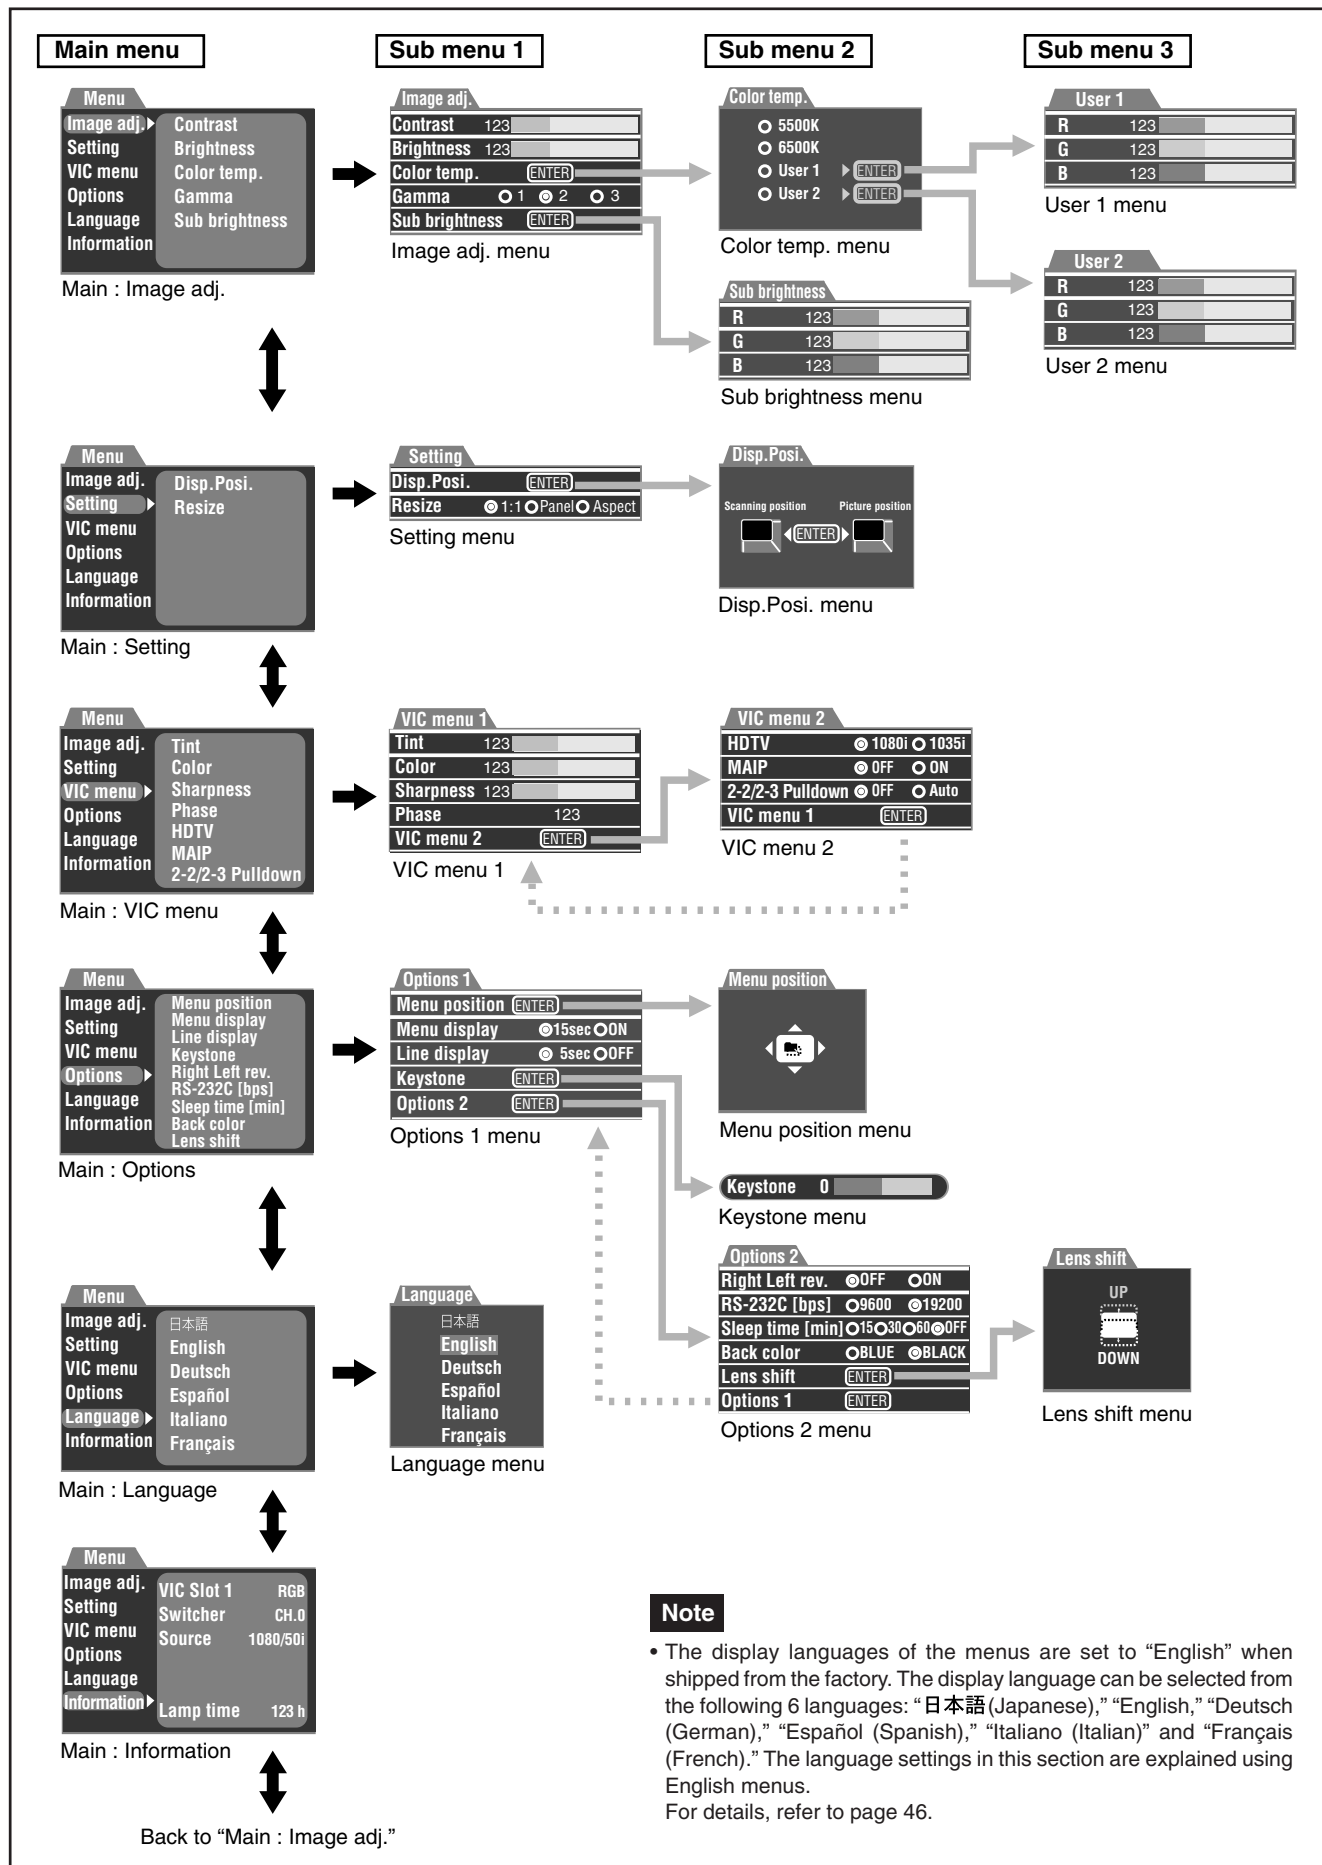 Main menu
Sub menu 1
Sub menu 2
Sub menu 3
Menu
Image adj.
Setting
VIC menu
Options
Language
Information
Contrast
Brightness
Color temp.
Gamma
Sub brightness
Main : Image adj.
Image adj.
Contrast 123
Brightness 123
Color temp. ENTER
Gamma 1 2 3
Sub brightness ENTER
Image adj. menu
Color temp.
5500K
6500K
User 1 ENTER
User 2 ENTER
Color temp. menu
Sub brightness
R 123
G 123
B 123
Sub brightness menu
User 1
R 123
G 123
B 123
User 1 menu
User 2
R 123
G 123
B 123
User 2 menu
Menu
Image adj.
Setting
VIC menu
Options
Language
Information
Disp.Posi.
Resize
Main : Setting
Setting
Disp.Posi. ENTER
Resize 1:1 Panel Aspect
Setting menu
Disp.Posi.
Scanning position Picture position
ENTER
Disp.Posi. menu
Menu
Image adj.
Setting
VIC menu
Options
Language
Information
Tint
Color
Sharpness
Phase
HDTV
MAIP
2-2/2-3 Pulldown
Main : VIC menu
VIC menu 1
Tint 123
Color 123
Sharpness 123
Phase 123
VIC menu 2 ENTER
VIC menu 1
VIC menu 2
HDTV 1080i 1035i
MAIP OFF ON
2-2/2-3 Pulldown OFF Auto
VIC menu 1 ENTER
VIC menu 2
Menu
Image adj.
Setting
VIC menu
Options
Language
Information
Menu position
Menu display
Line display
Keystone
Right Left rev.
RS-232C [bps]
Sleep time [min]
Back color
Lens shift
Main : Options
Options 1
Menu position ENTER
Menu display 15sec ON
Line display 5sec OFF
Keystone ENTER
Options 2 ENTER
Options 1 menu
Menu position
Menu position menu
Keystone 0
Keystone menu
Options 2
Right Left rev. OFF ON
RS-232C [bps] 9600 19200
Sleep time [min] 15 30 60 OFF
Back color BLUE BLACK
Lens shift ENTER
Options 1 ENTER
Options 2 menu
Lens shift
UP
DOWN
Lens shift menu
Menu
Image adj.
Setting
VIC menu
Options
Language
Information
日本語
English
Deutsch
Español
Italiano
Français
Main : Language
Language
日本語
English
Deutsch
Español
Italiano
Français
Language menu
Menu
Image adj.
Setting
VIC menu
Options
Language
Information
VIC Slot 1 RGB
Switcher CH.0
Source 1080/50i
Lamp time 123 h
Main : Information
Back to “Main : Image adj.”
Note
• The display languages of the menus are set to “English” when
shipped from the factory. The display language can be selected from
the following 6 languages: “日本語(Japanese),” “English,” “Deutsch
(German),” “Español (Spanish),” “Italiano (Italian)” and “Français
(French).” The language settings in this section are explained using
English menus.
For details, refer to page 46.